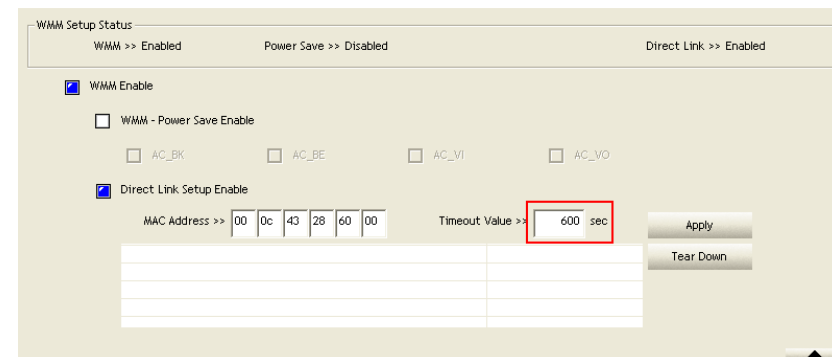 WMM Setup Status
WMM >> Enabled Power Save >> Disabled Direct Link >> Enabled
WMM Enable
WMM - Power Save Enable
AC_BK AC_BE AC_VI AC_VO
Direct Link Setup Enable
MAC Address >> 00 0c 43 28 60 00 Timeout Value >> 600 sec Apply
Tear Down